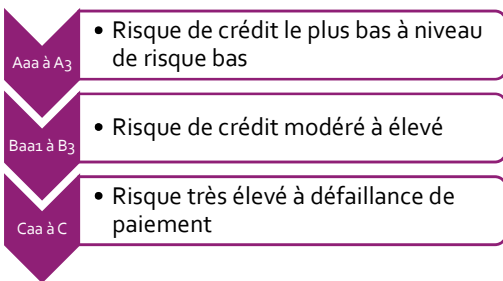 Aaa à A3
• Risque de crédit le plus bas à niveau
de risque bas
Baa1 à B3
• Risque de crédit modéré à élevé
Caa à C
• Risque très élevé à défaillance de
paiement